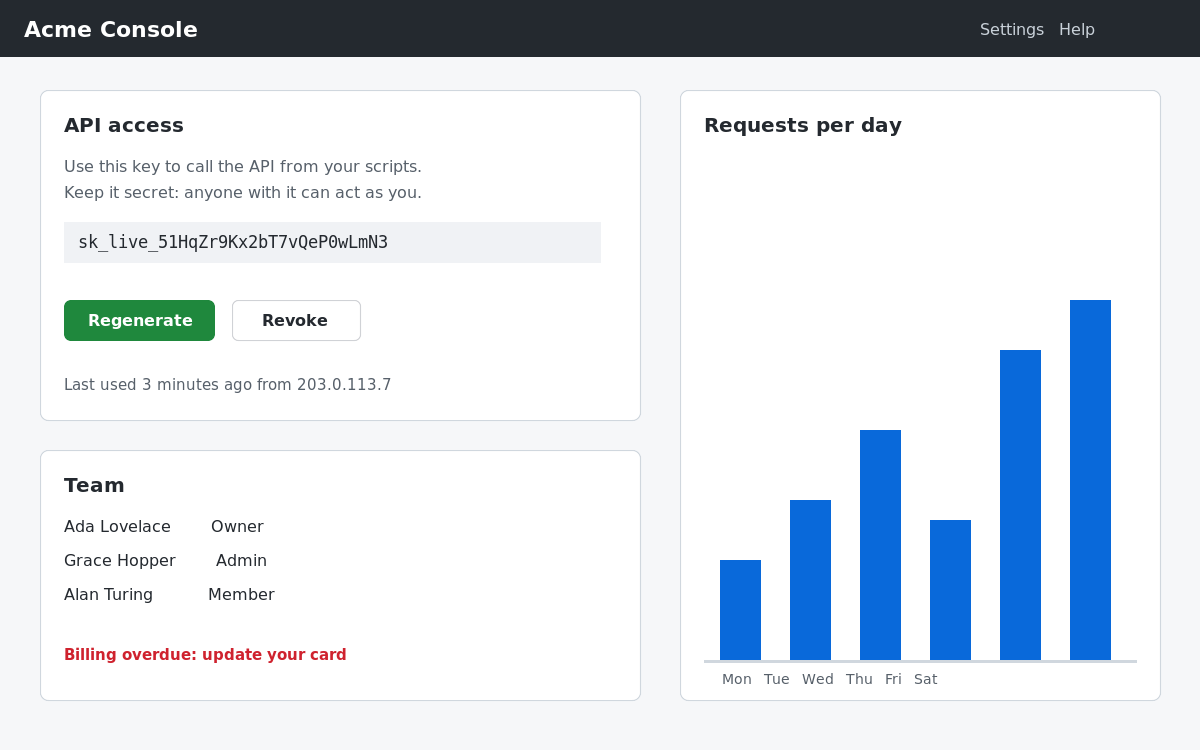 Acme Console
Settings Help
API access
Use this key to call the API from your scripts.
Keep it secret: anyone with it can act as you.
sk_live_51HqZr9Kx2bT7vQeP0wLmN3
Regenerate Revoke
Last used 3 minutes ago from 203.0.113.7
Team
Ada Lovelace Owner
Grace Hopper Admin
Alan Turing Member
Billing overdue: update your card
Requests per day
Mon Tue Wed Thu Fri Sat